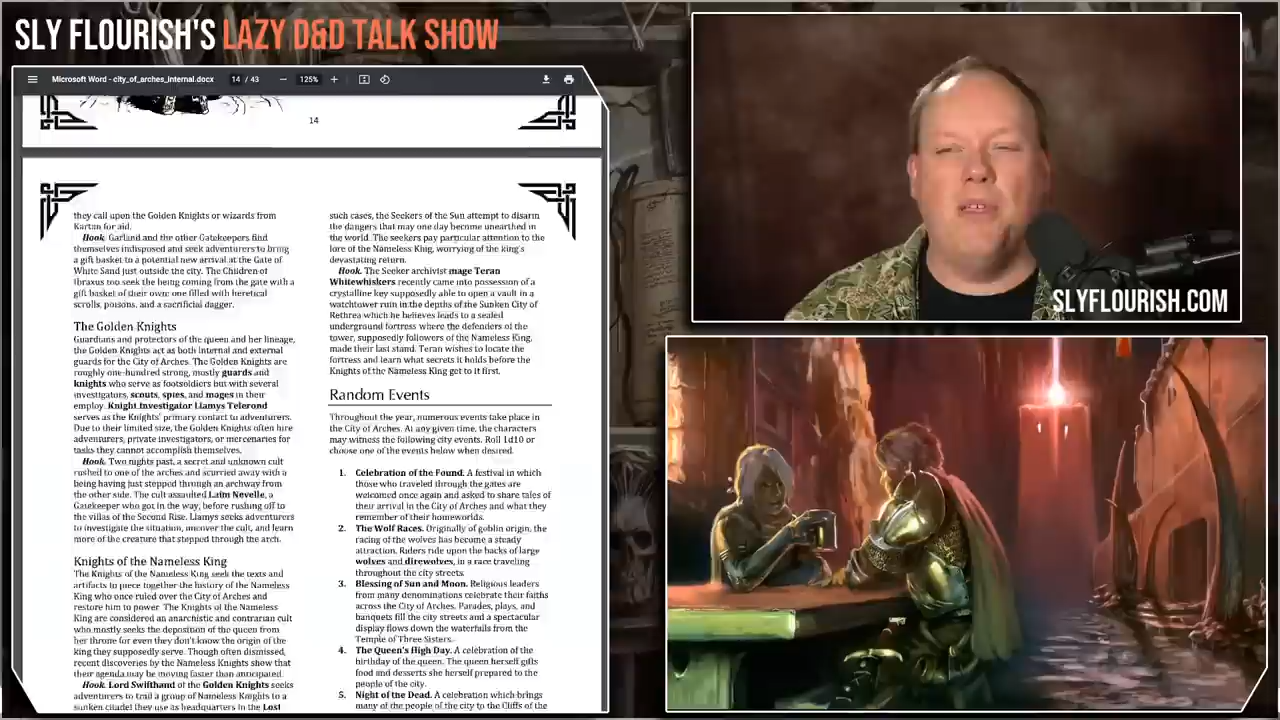 SLY FLOURISH'S LAZY D&D TALK SHOW
Microsoft Word - city_of_arches_internal.docx 14 / 43 125%
14
they call upon the Golden Knights or wizards from
Kartan for aid.
Hook. Garland and the other Gatekeepers find
themselves indisposed and seek adventurers to bring
a gift basket to a potential new arrival at the Gate of
White Sand just outside the city. The Children of
Ibraxus too seek the being coming from the gate with a
gift basket of their own: one filled with heretical
scrolls, poisons, and a sacrificial dagger.
The Golden Knights
Guardians and protectors of the queen and her lineage,
the Golden Knights act as both internal and external
guards for the City of Arches. The Golden Knights are
roughly one-hundred strong, mostly guards and
knights who serve as footsoldiers but with several
investigators, scouts, spies, and mages in their
employ. Knight Investigator Llamys Telerond
serves as the Knights' primary contact to adventurers.
Due to their limited size, the Golden Knights often hire
adventurers, private investigators, or mercenaries for
tasks they cannot accomplish themselves.
Hook. Two nights past, a secret and unknown cult
rushed to one of the arches and scurried away with a
being having just stepped through an archway from
the other side. The cult assaulted Laim Nevelle, a
Gatekeeper who got in the way, before rushing off to
the villas of the Second Rise. Llamys seeks adventurers
to investigate the situation, uncover the cult, and learn
more of the creature that stepped through the arch.
Knights of the Nameless King
The Knights of the Nameless King seek the texts and
artifacts to piece together the history of the Nameless
King who once ruled over the City of Arches and
restore him to power. The Knights of the Nameless
King are considered an anarchistic and contrarian cult
who mostly seeks the deposition of the queen from
her throne for even they don't know the origin of the
king they supposedly serve. Though often dismissed,
recent discoveries by the Nameless Knights show that
their agenda may be moving faster than anticipated.
Hook. Lord Swifthand of the Golden Knights seeks
adventurers to trail a group of Nameless Knights to a
sunken citadel they use as headquarters in the Lost
such cases, the Seekers of the Sun attempt to disarm
the dangers that may one day become unearthed in
the world. The seekers pay particular attention to the
lore of the Nameless King, worrying of the king's
devastating return.
Hook. The Seeker archivist mage Teran
Whitewhiskers recently came into possession of a
crystalline key supposedly able to open a vault in a
watchtower ruin in the depths of the Sunken City of
Rethrea which he believes leads to a sealed
underground fortress where the defenders of the
tower, supposedly followers of the Nameless King,
made their last stand. Teran wishes to locate the
fortress and learn what secrets it holds before the
Knights of the Nameless King get to it first.
Random Events
Throughout the year, numerous events take place in
the City of Arches. At any given time, the characters
may witness the following city events. Roll 1d10 or
choose one of the events below when desired.
1. Celebration of the Found. A festival in which
those who traveled through the gates are
welcomed once again and asked to share tales of
their arrival in the City of Arches and what they
remember of their homeworlds.
2. The Wolf Races. Originally of goblin origin, the
racing of the wolves has become a steady
attraction. Riders ride upon the backs of large
wolves and direwolves, in a race traveling
throughout the city streets.
3. Blessing of Sun and Moon. Religious leaders
from many denominations celebrate their faiths
across the City of Arches. Parades, plays, and
banquets fill the city streets and a spectacular
display flows down the waterfalls from the
Temple of Three Sisters.
4. The Queen's High Day. A celebration of the
birthday of the queen. The queen herself gifts
food and desserts she herself prepared to the
people of the city.
5. Night of the Dead. A celebration which brings
many of the people of the city to the Cliffs of the
SLYFLOURISH.COM